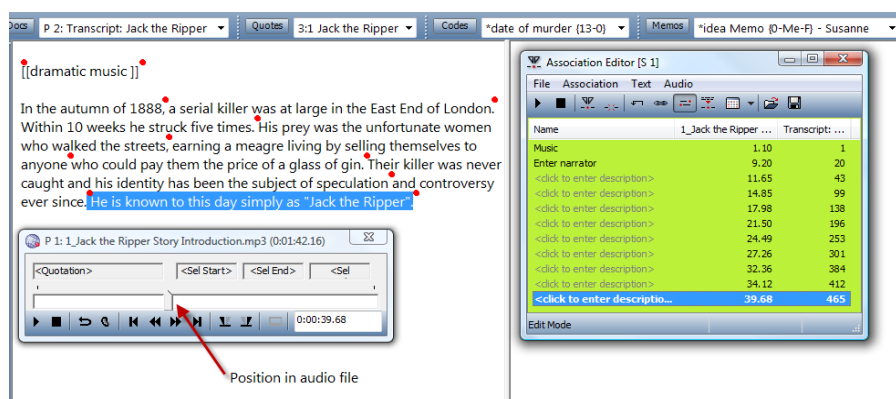 Docs P 2: Transcript: Jack the Ripper Quotes 3:1 Jack the Ripper Codes *date of murder {13-0} Memos *idea Memo {0-Me-F} - Susanne
[[dramatic music ]]
In the autumn of 1888, a serial killer was at large in the East End of London.
Within 10 weeks he struck five times. His prey was the unfortunate women
who walked the streets, earning a meagre living by selling themselves to
anyone who could pay them the price of a glass of gin. Their killer was never
caught and his identity has been the subject of speculation and controversy
ever since. He is known to this day simply as "Jack the Ripper".
P 1: 1_Jack the Ripper Story Introduction.mp3 (0:01:42.16)
<Quotation> <Sel Start> <Sel End> <Sel
0:00:39.68
Position in audio file
Association Editor [S 1]
File Association Text Audio
Name 1_Jack the Ripper ... Transcript: ...
Music 1.10 1
Enter narrator 9.20 20
<click to enter description> 11.65 43
<click to enter description> 14.85 99
<click to enter description> 17.98 138
<click to enter description> 21.50 196
<click to enter description> 24.49 253
<click to enter description> 27.26 301
<click to enter description> 32.36 384
<click to enter description> 34.12 412
<click to enter descriptio... 39.68 465
Edit Mode